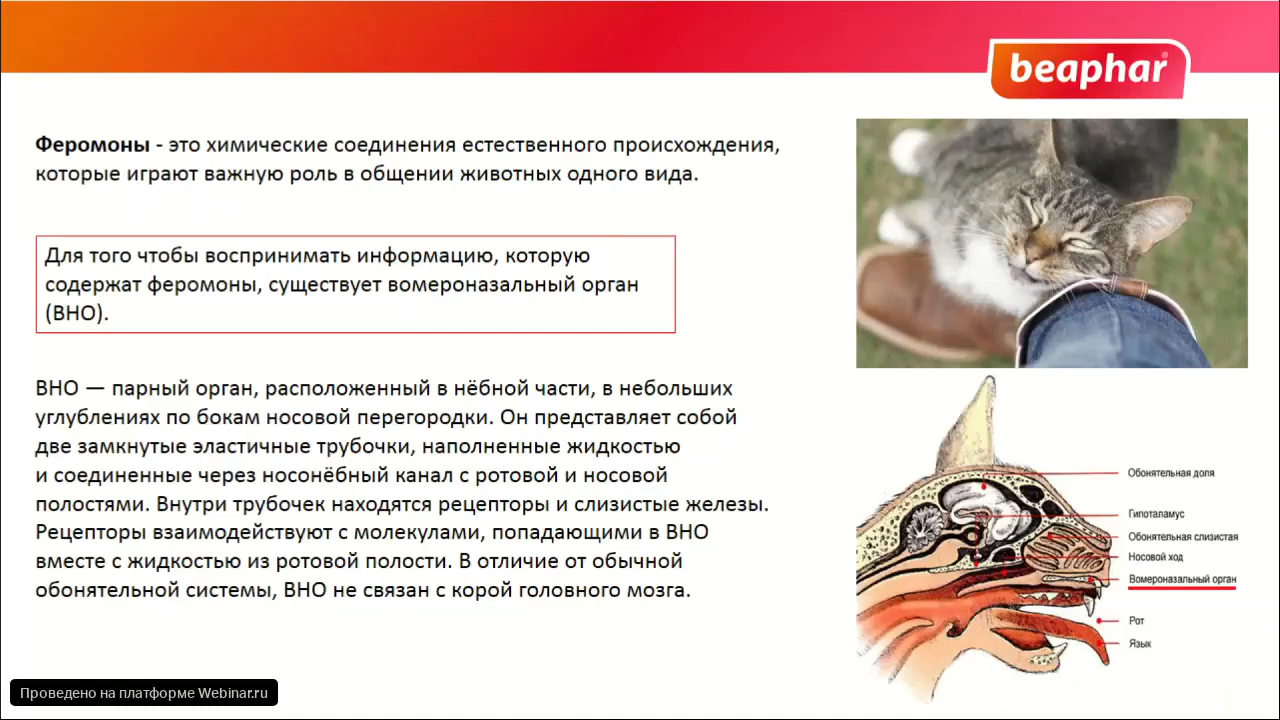 beaphar
Феромоны - это химические соединения естественного происхождения,
которые играют важную роль в общении животных одного вида.
Для того чтобы воспринимать информацию, которую
содержат феромоны, существует вомероназальный орган
(ВНО).
ВНО — парный орган, расположенный в нёбной части, в небольших
углублениях по бокам носовой перегородки. Он представляет собой
две замкнутые эластичные трубочки, наполненные жидкостью
и соединенные через носонёбный канал с ротовой и носовой
полостями. Внутри трубочек находятся рецепторы и слизистые железы.
Рецепторы взаимодействуют с молекулами, попадающими в ВНО
вместе с жидкостью из ротовой полости. В отличие от обычной
обонятельной системы, ВНО не связан с корой головного мозга.
Обонятельная доля
Гипоталамус
Обонятельная слизистая
Носовой ход
Вомероназальный орган
Рот
Язык
Проведено на платформе Webinar.ru